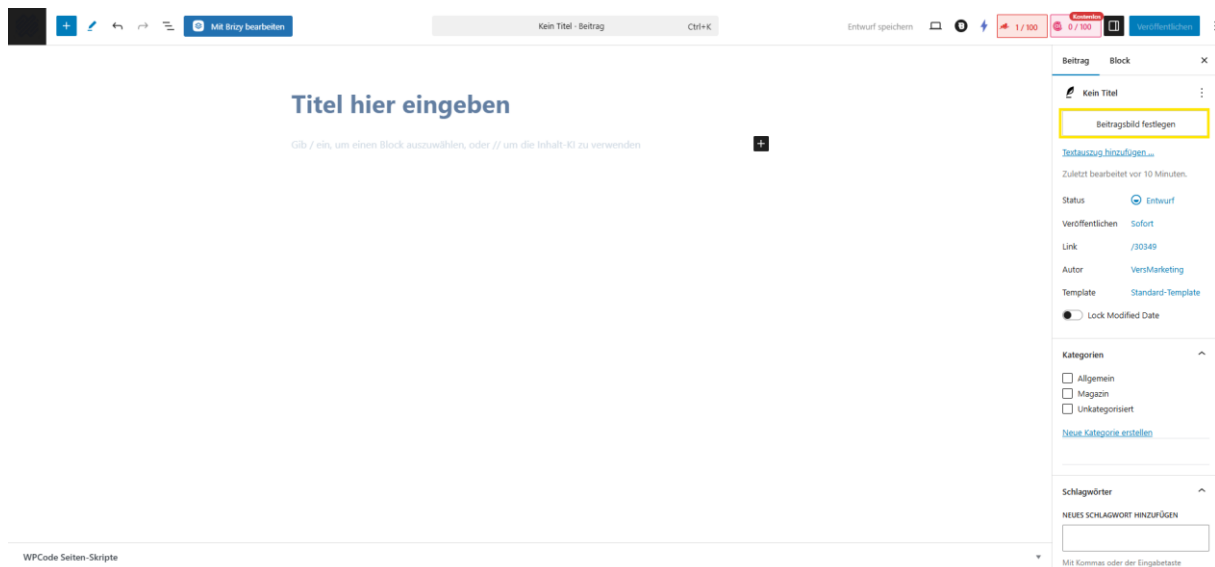 Mit Brizy bearbeiten
Kein Titel · Beitrag
Ctrl+K
Entwurf speichern
1 / 100
Kostenlos
0 / 100
Veröffentlichen
Beitrag Block
Titel hier eingeben
Gib / ein, um einen Block auszuwählen, oder // um die Inhalt-KI zu verwenden
Kein Titel
Beitragsbild festlegen
Textauszug hinzufügen ...
Zuletzt bearbeitet vor 10 Minuten.
Status Entwurf
Veröffentlichen Sofort
Link /30349
Autor VersMarketing
Template Standard-Template
Lock Modified Date
Kategorien
Allgemein
Magazin
Unkategorisiert
Neue Kategorie erstellen
Schlagwörter
NEUES SCHLAGWORT HINZUFÜGEN
Mit Kommas oder der Eingabetaste
WPCode Seiten-Skripte